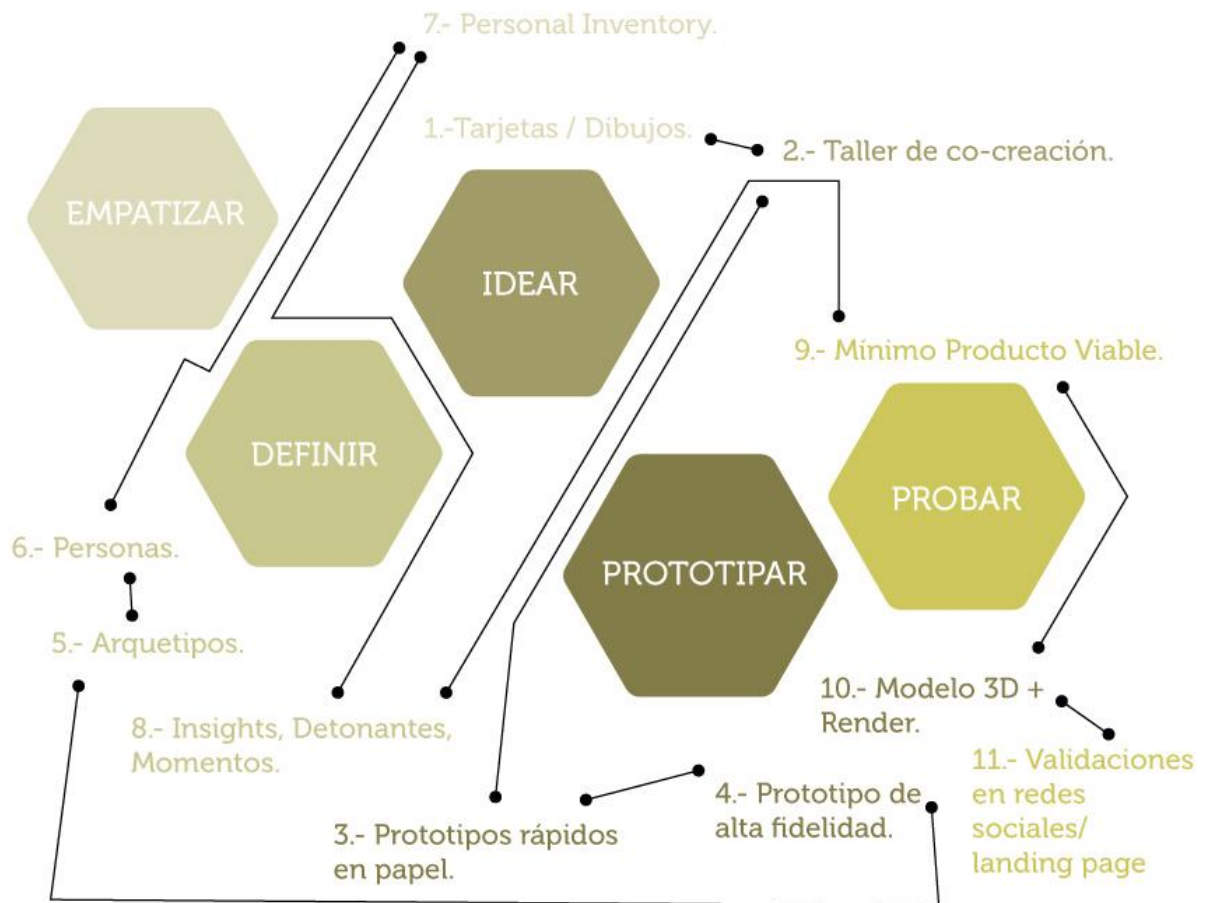 7.- Personal Inventory.
1.-Tarjetas / Dibujos.
2.- Taller de co-creación.
EMPATIZAR
IDEAR
9.- Mínimo Producto Viable.
DEFINIR
PROBAR
PROTOTIPAR
6.- Personas.
5.- Arquetipos.
8.- Insights, Detonantes,
Momentos.
10.- Modelo 3D +
Render.
11.- Validaciones
en redes
sociales/
landing page
4.- Prototipo de
alta fidelidad.
3.- Prototipos rápidos
en papel.